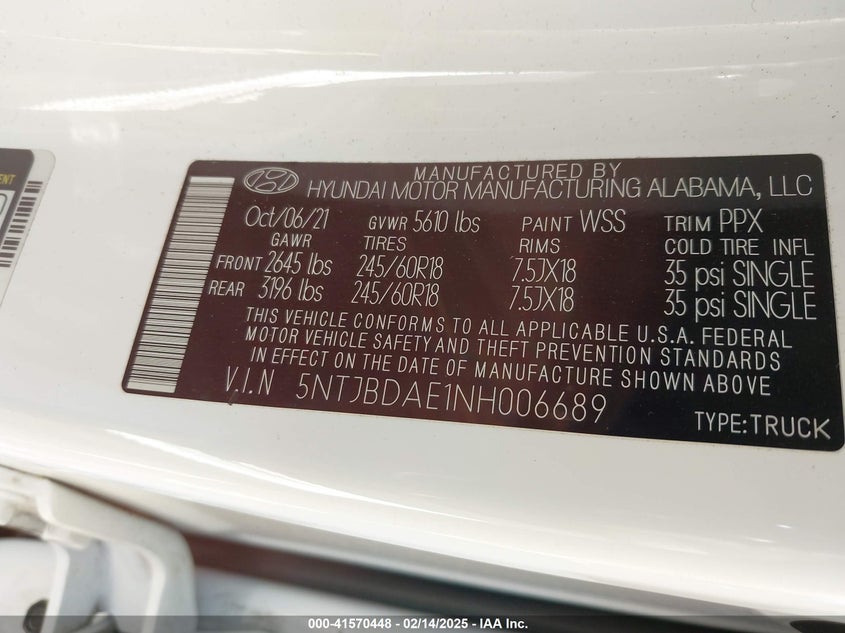 MANUFACTURED BY
HYUNDAI MOTOR MANUFACTURING ALABAMA, LLC
Oct/06/21 GVWR 5610 lbs PAINT WSS TRIM PPX
GAWR TIRES RIMS COLD TIRE INFL
FRONT 2645 lbs 245/60R18 7.5JX18 35 psi SINGLE
REAR 3196 lbs 245/60R18 7.5JX18 35 psi SINGLE
THIS VEHICLE CONFORMS TO ALL APPLICABLE U.S.A. FEDERAL
MOTOR VEHICLE SAFETY AND THEFT PREVENTION STANDARDS
IN EFFECT ON THE DATE OF MANUFACTURE SHOWN ABOVE
V.I.N 5NTJBDAE1NH006689
TYPE:TRUCK
000-41570448 - 02/14/2025 - IAA Inc.